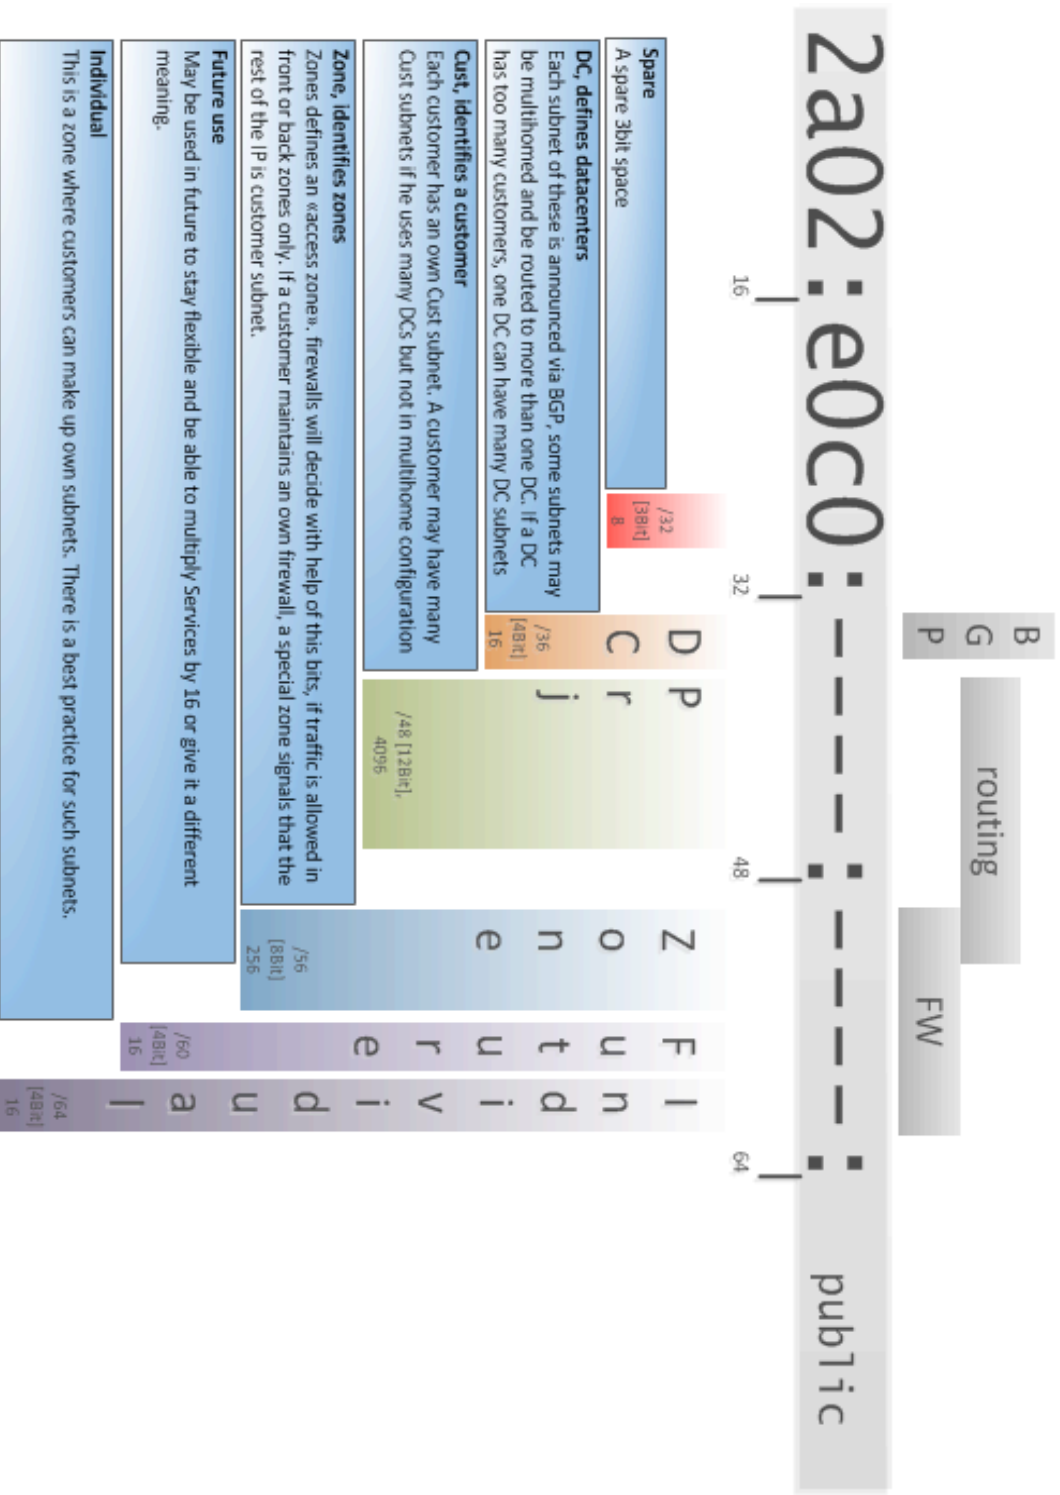 BGP
routing
FW
2a02:e0c0:____:____: public
16
32
48
64
DC
Prj
Zone
Future
Individual
/32
[3Bit]
8
/36
[4Bit]
16
/48 [12Bit],
4096
/56
[8Bit]
256
/60
[4Bit]
16
/64
[4Bit]
16
Spare
A spare 3bit space
DC, defines datacenters
Each subnet of these is announced via BGP, some subnets may
be multihomed and be routed to more than one DC. If a DC
has too many customers, one DC can have many DC subnets
Cust, identifies a customer
Each customer has an own Cust subnet. A customer may have many
Cust subnets if he uses many DCs but not in multihome configuration
Zone, identifies zones
Zones defines an «access zone». firewalls will decide with help of this bits, if traffic is allowed in
front or back zones only. If a customer maintains an own firewall, a special zone signals that the
rest of the IP is customer subnet.
Future use
May be used in future to stay flexible and be able to multiply Services by 16 or give it a different
meaning.
Individual
This is a zone where customers can make up own subnets. There is a best practice for such subnets.